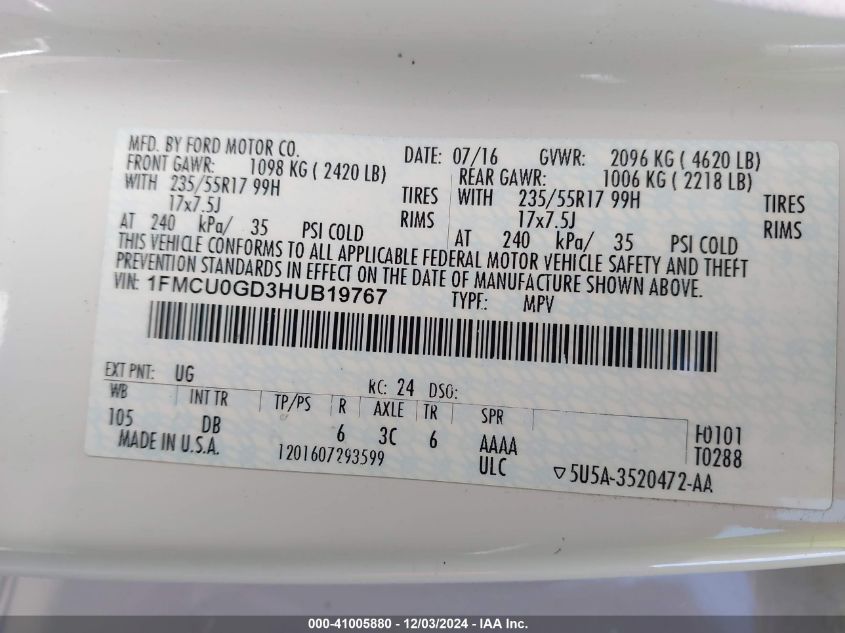 MFD. BY FORD MOTOR CO. DATE: 07/16 GVWR: 2096 KG ( 4620 LB)
FRONT GAWR: 1098 KG ( 2420 LB) REAR GAWR: 1006 KG ( 2218 LB)
WITH 235/55R17 99H TIRES WITH 235/55R17 99H TIRES
17x7.5J RIMS 17x7.5J RIMS
AT 240 kPa/ 35 PSI COLD AT 240 kPa/ 35 PSI COLD
THIS VEHICLE CONFORMS TO ALL APPLICABLE FEDERAL MOTOR VEHICLE SAFETY AND THEFT
PREVENTION STANDARDS IN EFFECT ON THE DATE OF MANUFACTURE SHOWN ABOVE.
VIN: 1FMCU0GD3HUB19767 TYPE: MPV
EXT PNT: UG RC: 24 DSO:
WB INT TR TP/PS R AXLE TR SPR
105 DB 6 3C 6 AAAA F0101
MADE IN U.S.A. 1201607293599 ULC T0288
5U5A-3520472-AA
000-41005880 - 12/03/2024 - IAA Inc.